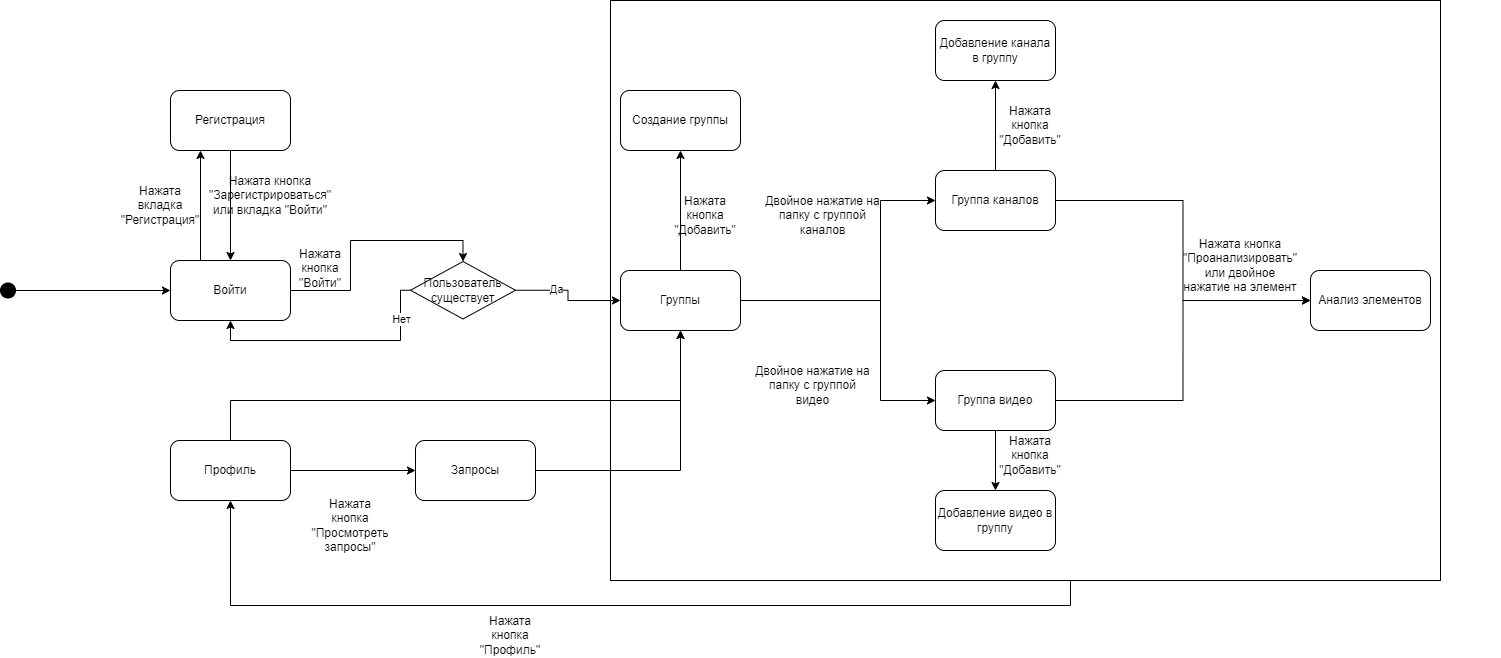 Добавление канала
в группу
Регистрация
Создание группы
Нажата
кнопка
"Добавить"
Нажата
вкладка
"Регистрация"
Нажата кнопка
"Зарегистрироваться"
или вкладка "Войти"
Нажата
кнопка
"Добавить"
Двойное нажатие на
папку с группой
каналов
Группа каналов
Нажата
кнопка
"Войти"
Войти
Пользователь
существует
Да
Нет
Группы
Нажата кнопка
"Проанализировать"
или двойное
нажатие на элемент
Анализ элементов
Двойное нажатие на
папку с группой
видео
Группа видео
Нажата
кнопка
"Добавить"
Профиль
Запросы
Нажата
кнопка
"Просмотреть
запросы"
Добавление видео в
группу
Нажата
кнопка
"Профиль"